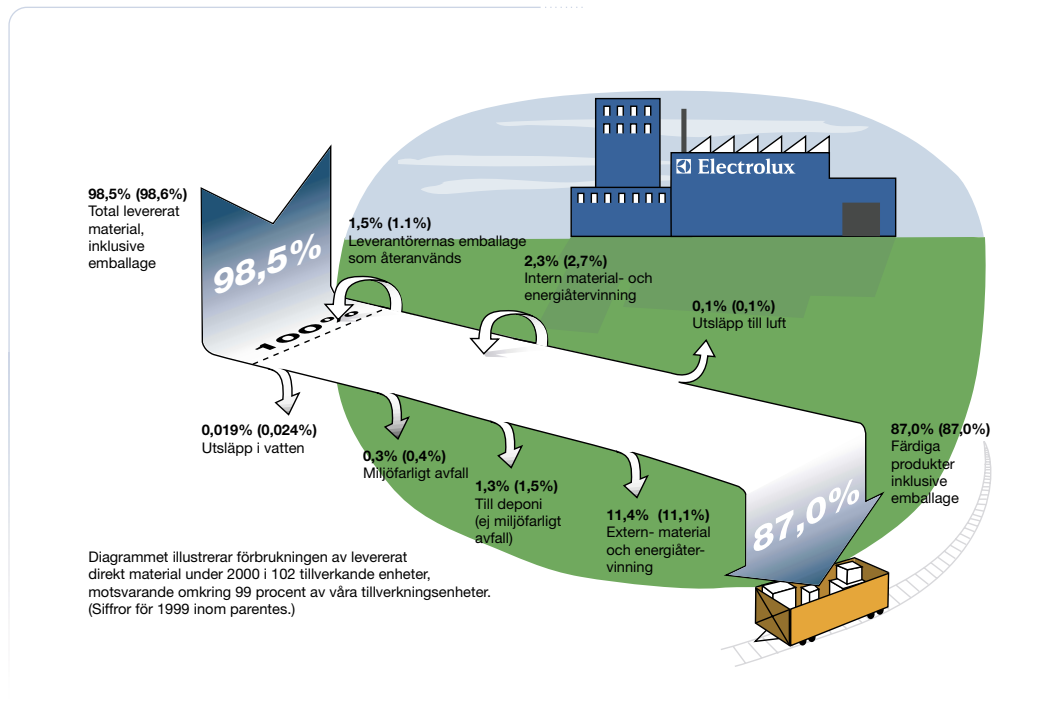 Electrolux
98,5% (98,6%)
Total levererat
material,
inklusive
emballage
98,5%
100%
1,5% (1.1%)
Leverantörernas emballage
som återanvänds
2,3% (2,7%)
Intern material- och
energiåtervinning
0,1% (0,1%)
Utsläpp till luft
0,019% (0,024%)
Utsläpp i vatten
0,3% (0,4%)
Miljöfarligt avfall
1,3% (1,5%)
Till deponi
(ej miljöfarligt
avfall)
11,4% (11,1%)
Extern- material
och energiåter-
vinning
87,0%
87,0% (87,0%)
Färdiga
produkter
inklusive
emballage
Diagrammet illustrerar förbrukningen av levererat
direkt material under 2000 i 102 tillverkande enheter,
motsvarande omkring 99 procent av våra tillverkningsenheter.
(Siffror för 1999 inom parentes.)